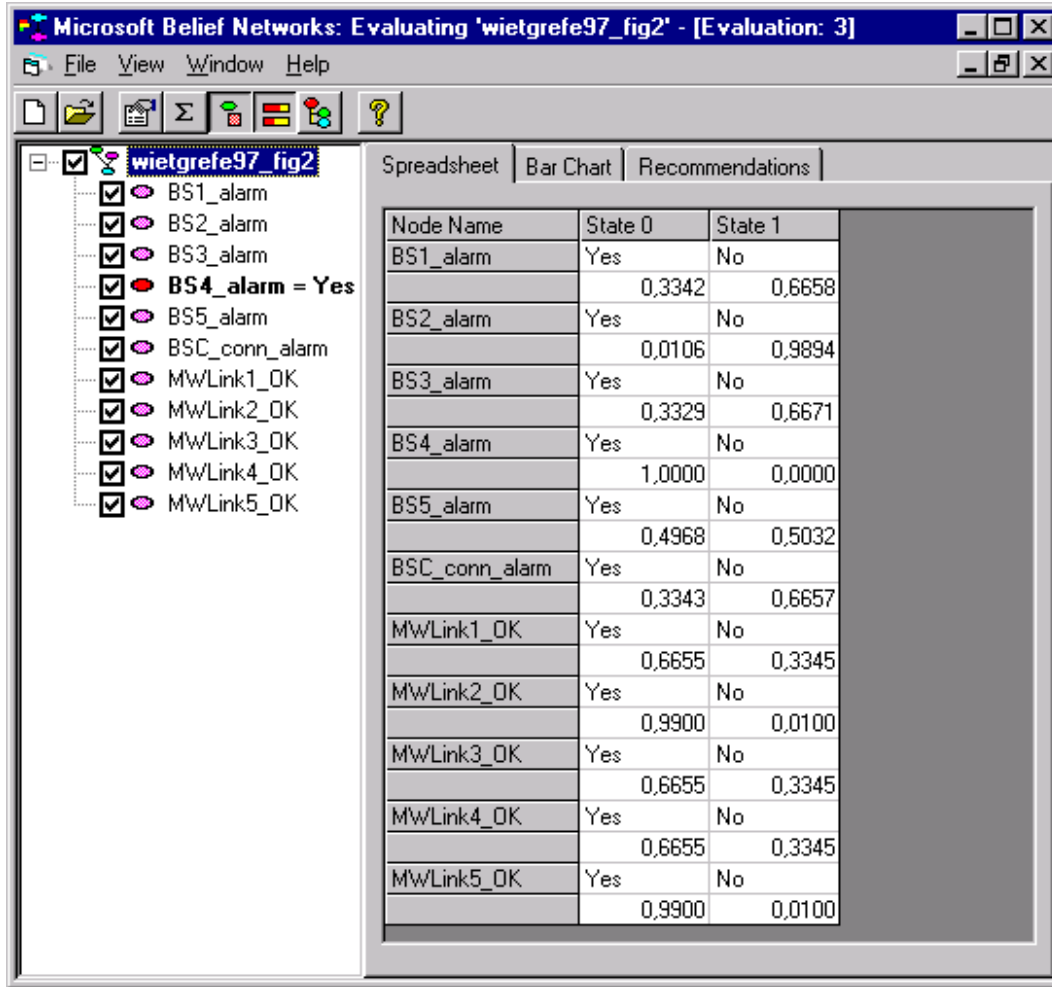 Microsoft Belief Networks: Evaluating 'wietgrefe97_fig2' - [Evaluation: 3]
File View Window Help
Σ ?
wietgrefe97_fig2
BS1_alarm
BS2_alarm
BS3_alarm
BS4_alarm = Yes
BS5_alarm
BSC_conn_alarm
MWLink1_OK
MWLink2_OK
MWLink3_OK
MWLink4_OK
MWLink5_OK
Spreadsheet Bar Chart Recommendations
Node Name State 0 State 1
BS1_alarm Yes No
0,3342 0,6658
BS2_alarm Yes No
0,0106 0,9894
BS3_alarm Yes No
0,3329 0,6671
BS4_alarm Yes No
1,0000 0,0000
BS5_alarm Yes No
0,4968 0,5032
BSC_conn_alarm Yes No
0,3343 0,6657
MWLink1_OK Yes No
0,6655 0,3345
MWLink2_OK Yes No
0,9900 0,0100
MWLink3_OK Yes No
0,6655 0,3345
MWLink4_OK Yes No
0,6655 0,3345
MWLink5_OK Yes No
0,9900 0,0100